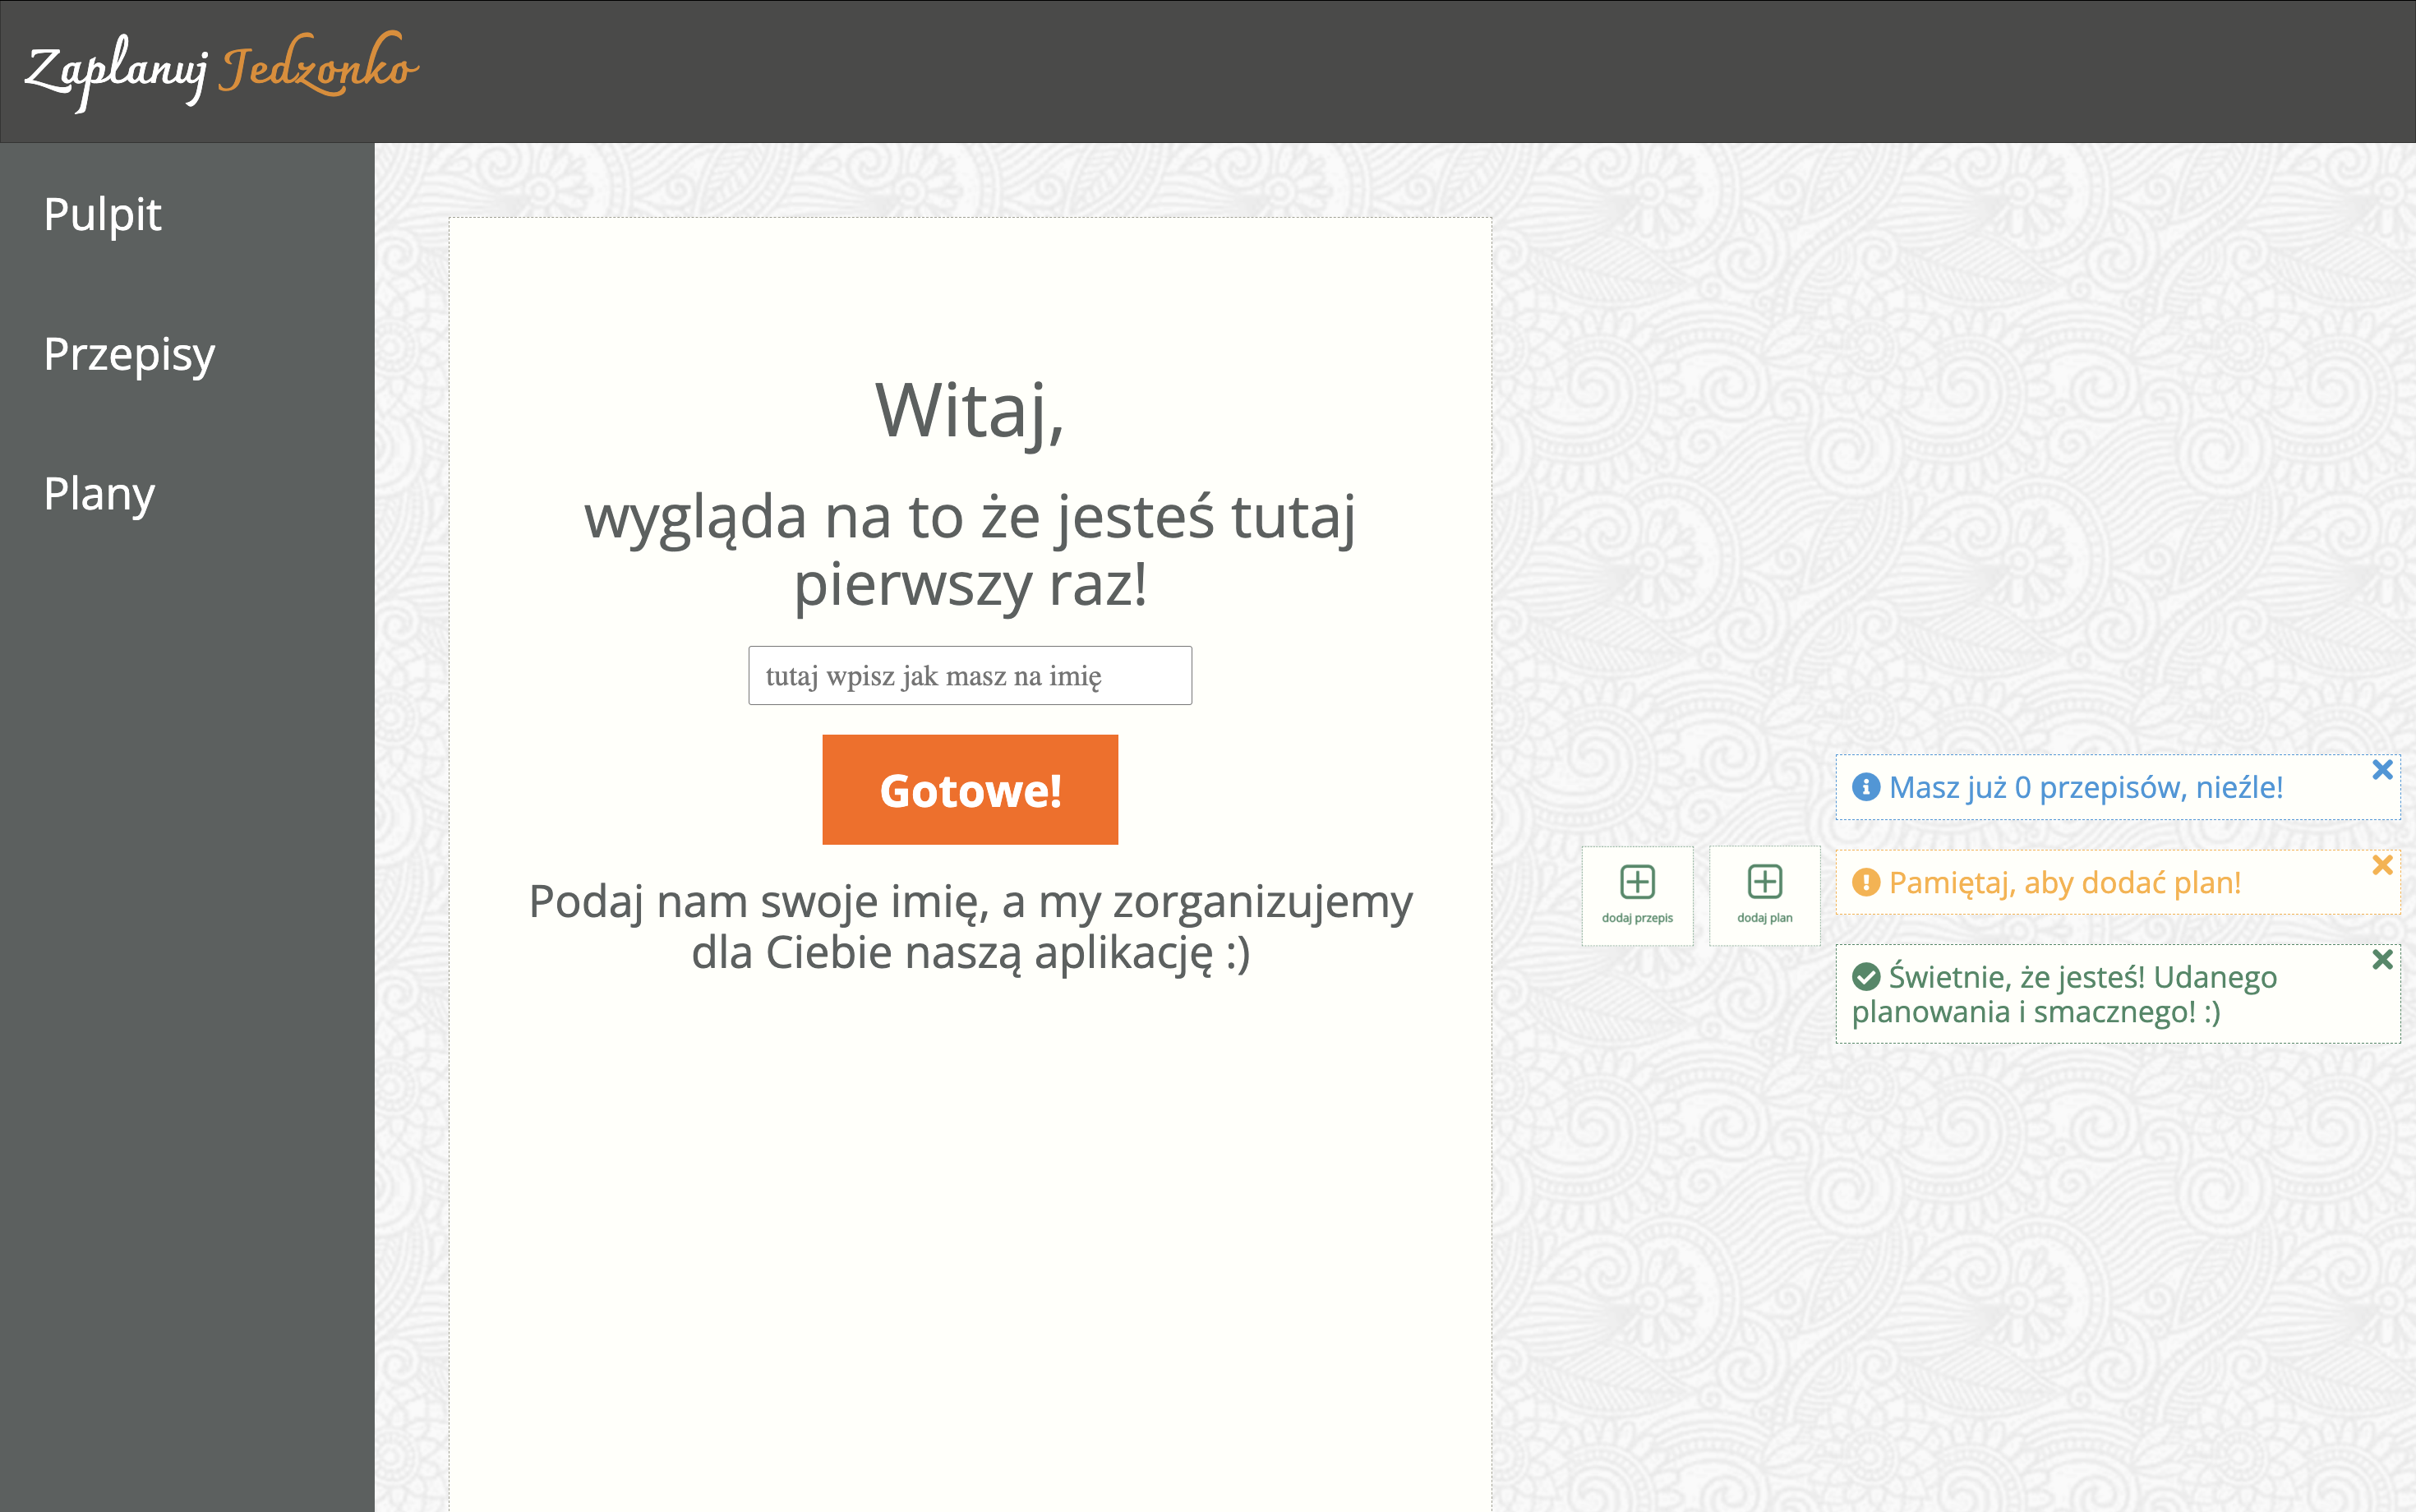 Zaplanuj Jedzonko
Pulpit
Przepisy
Plany
Witaj,
wygląda na to że jesteś tutaj
pierwszy raz!
tutaj wpisz jak masz na imię
Gotowe!
Podaj nam swoje imię, a my zorganizujemy
dla Ciebie naszą aplikację :)
dodaj przepis
dodaj plan
Masz już 0 przepisów, nieźle!
Pamiętaj, aby dodać plan!
Świetnie, że jesteś! Udanego
planowania i smacznego! :)